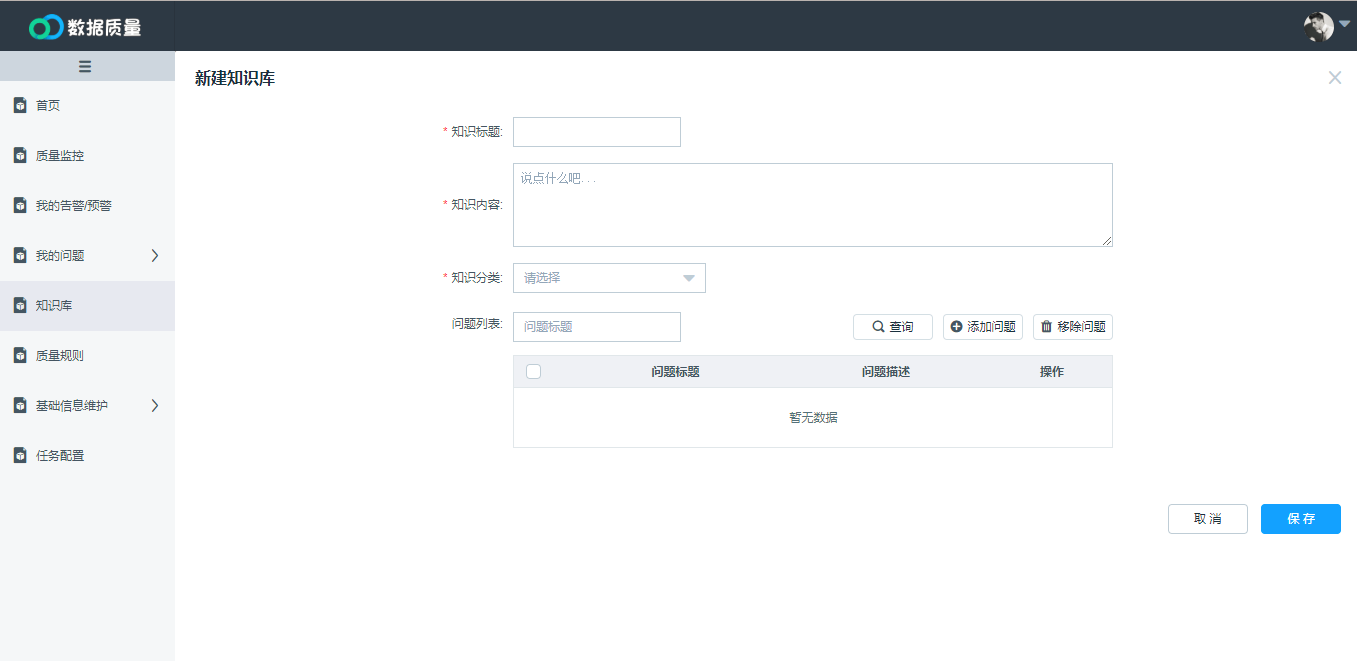 数据质量
首页
质量监控
我的告警/预警
我的问题
知识库
质量规则
基础信息维护
任务配置
新建知识库
* 知识标题:
* 知识内容:
说点什么吧...
* 知识分类:
请选择
问题列表:
问题标题
查询
添加问题
移除问题
问题标题 问题描述 操作
暂无数据
取消
保存